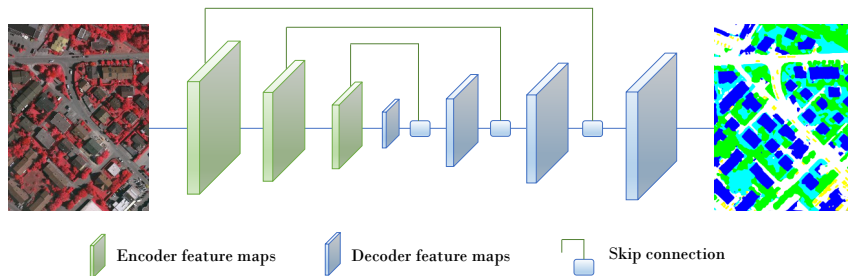 Encoder feature maps
Decoder feature maps
Skip connection